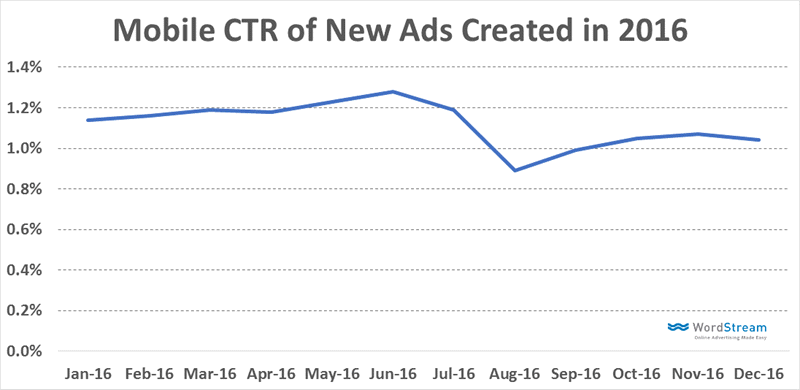 Mobile CTR of New Ads Created in 2016
1.4%
1.2%
1.0%
0.8%
0.6%
0.4%
0.2%
0.0%
WordStream
Online Advertising Made Easy
Jan-16 Feb-16 Mar-16 Apr-16 May-16 Jun-16 Jul-16 Aug-16 Sep-16 Oct-16 Nov-16 Dec-16